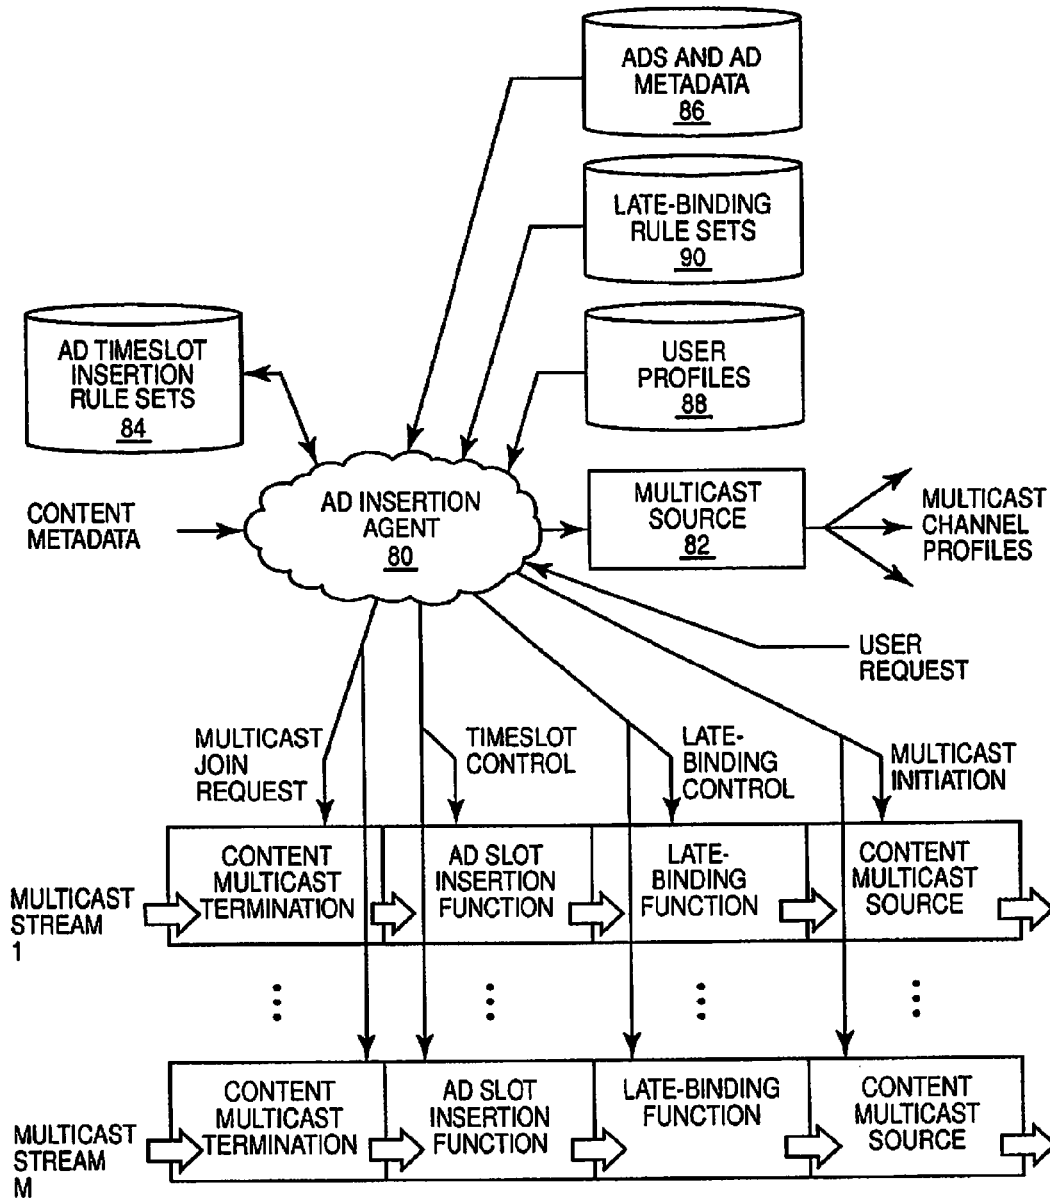 ADS AND AD
METADATA
86
LATE-BINDING
RULE SETS
90
USER
PROFILES
88
AD TIMESLOT
INSERTION
RULE SETS
84
CONTENT
METADATA
AD INSERTION
AGENT
80
MULTICAST
SOURCE
82
MULTICAST
CHANNEL
PROFILES
USER
REQUEST
MULTICAST
JOIN
REQUEST
TIMESLOT
CONTROL
LATE-
BINDING
CONTROL
MULTICAST
INITIATION
MULTICAST
STREAM
1
CONTENT
MULTICAST
TERMINATION
AD SLOT
INSERTION
FUNCTION
LATE-
BINDING
FUNCTION
CONTENT
MULTICAST
SOURCE
MULTICAST
STREAM
M
CONTENT
MULTICAST
TERMINATION
AD SLOT
INSERTION
FUNCTION
LATE-BINDING
FUNCTION
CONTENT
MULTICAST
SOURCE